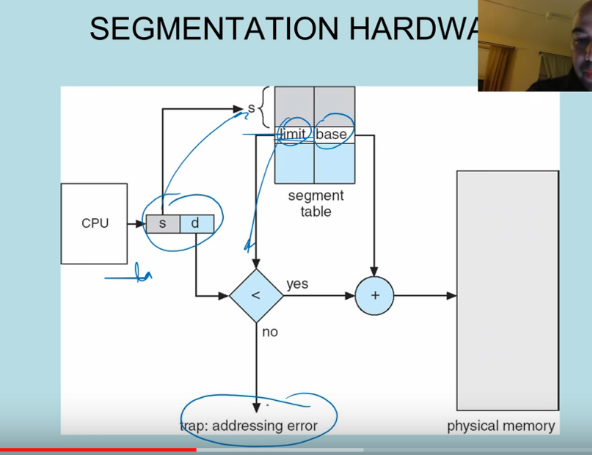 SEGMENTATION HARDWA
s
limit base
segment
table
CPU
s d
<
yes
+
no
trap: addressing error
physical memory